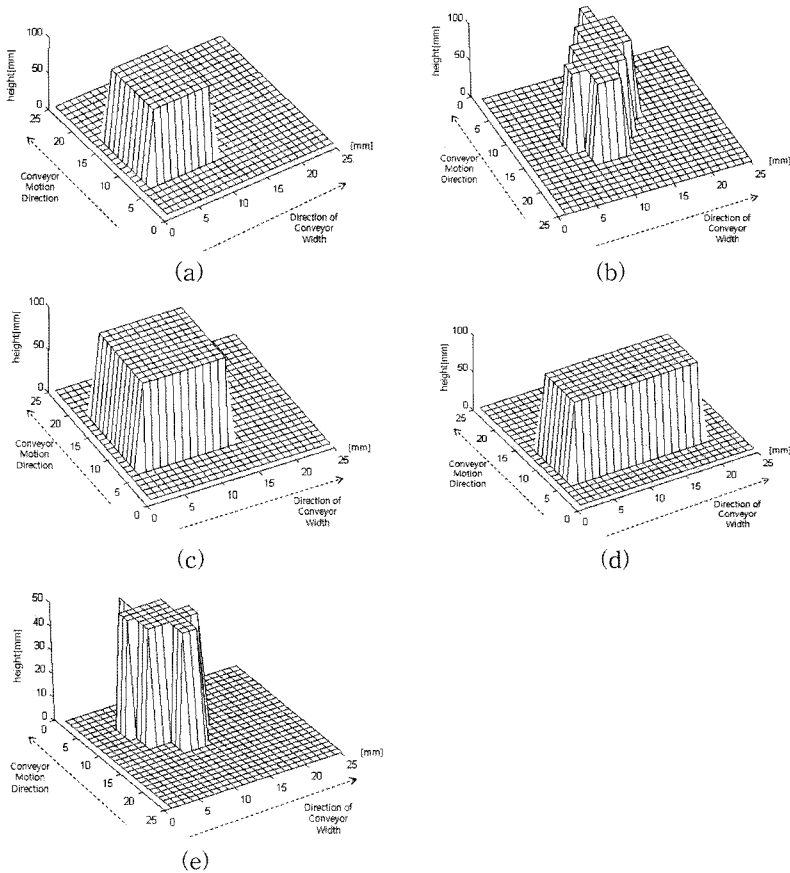 100
50
0
height[mm]
25
20
15
10
5
0
Conveyor
Motion
Direction
0
5
10
15
20
25
[mm]
Direction of
Conveyor
Width
(a)
100
50
0
height[mm]
0
5
10
15
20
25
Conveyor
Motion
Direction
0
5
10
15
20
25
[mm]
Direction of
Conveyor
Width
(b)
100
50
0
height[mm]
25
20
15
10
5
0
Conveyor
Motion
Direction
0
5
10
15
20
25
[mm]
Direction of
Conveyor
Width
(c)
100
50
0
height[mm]
25
20
15
10
5
0
Conveyor
Motion
Direction
0
5
10
15
20
25
[mm]
Direction of
Conveyor
Width
(d)
50
40
30
20
10
0
height[mm]
0
5
10
15
20
25
Conveyor
Motion
Direction
0
5
10
15
20
25
[mm]
Direction of
Conveyor
Width
(e)